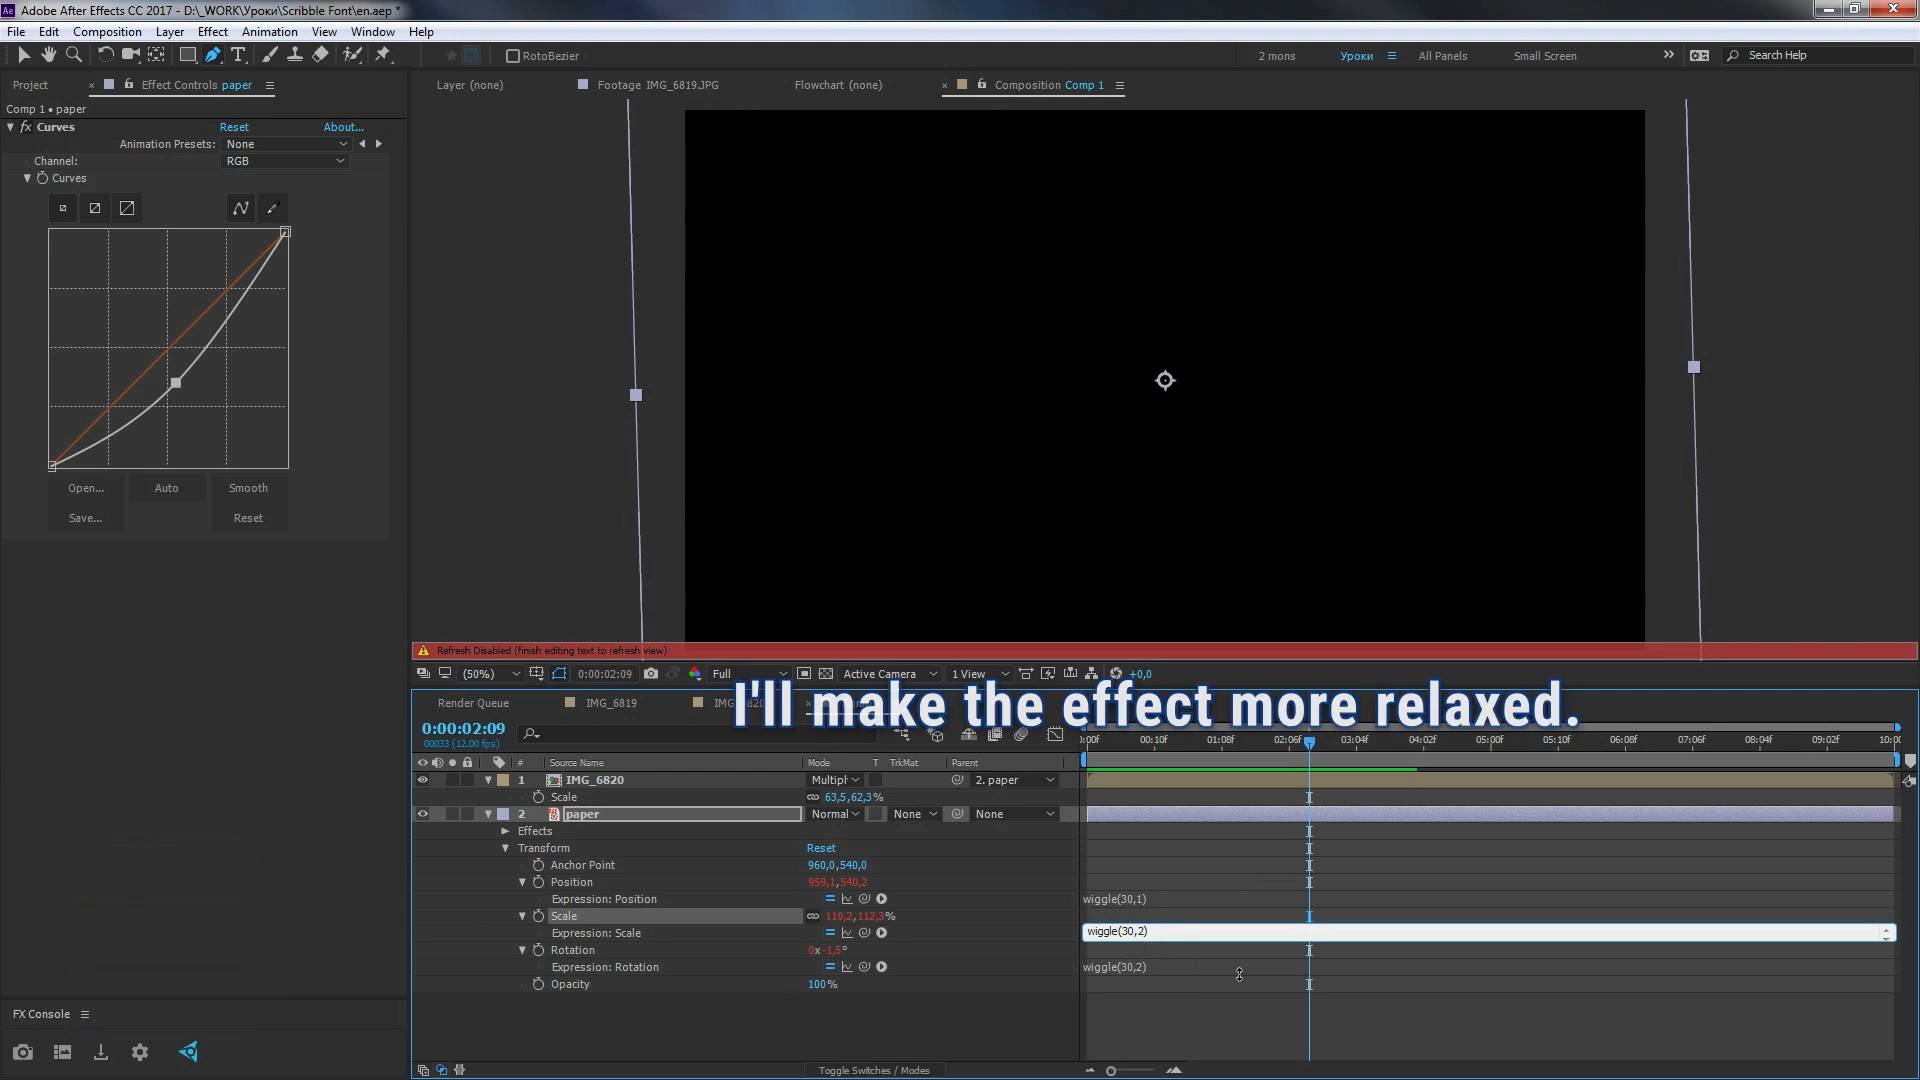 Adobe After Effects CC 2017 - D:\_WORK\Уроки\Scribble Font\en.aep *
File Edit Composition Layer Effect Animation View Window Help
RotoBezier
2 mons Уроки All Panels Small Screen Search Help
Project Effect Controls paper
Layer (none) Footage IMG_6819.JPG Flowchart (none) Composition Comp 1
Comp 1 • paper
fx Curves Reset About...
Animation Presets: None
Channel: RGB
Curves
Open... Auto Smooth
Save... Reset
Refresh Disabled (finish editing text to refresh view)
(50%) 0:00:02:09 Full Active Camera 1 View +0,0
I'll make the effect more relaxed.
Render Queue IMG_6819
0:00:02:09
00033 (12.00 fps)
00:10f 01:08f 02:06f 03:04f 04:02f 05:00f 05:10f 06:08f 07:06f 08:04f 09:02f
# Source Name Mode T TrkMat Parent
1 IMG_6820 Multipl 2. paper
Scale 63,5,62,3%
2 paper Normal None None
Effects
Transform Reset
Anchor Point 960,0,540,0
Position 959,1,540,2
Expression: Position wiggle(30,1)
Scale 110,2,112,3%
Expression: Scale wiggle(30,2)
Rotation 0x-1,5°
Expression: Rotation wiggle(30,2)
Opacity 100%
FX Console
Toggle Switches / Modes